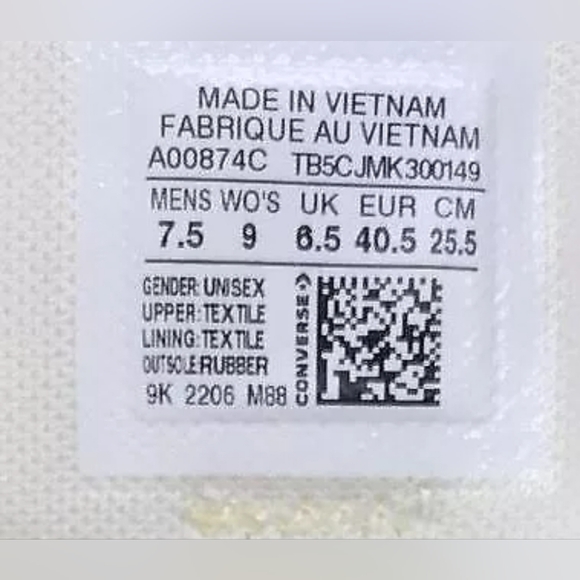 MADE IN VIETNAM
FABRIQUE AU VIETNAM
A00874C TB5CJMK300149
MENS WO'S UK EUR CM
7.5 9 6.5 40.5 25.5
GENDER: UNISEX
UPPER: TEXTILE
LINING: TEXTILE
OUTSOLE: RUBBER
9K 2206 M88
CONVERSE